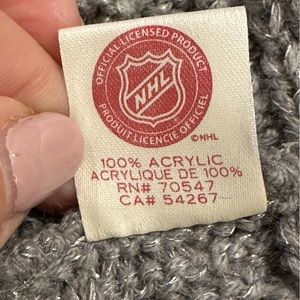 OFFICIAL LICENSED PRODUCT
NHL
PRODUIT LICENCIÉ OFFICIEL
©NHL
100% ACRYLIC
ACRYLIQUE DE 100%
RN# 70547
CA# 54267